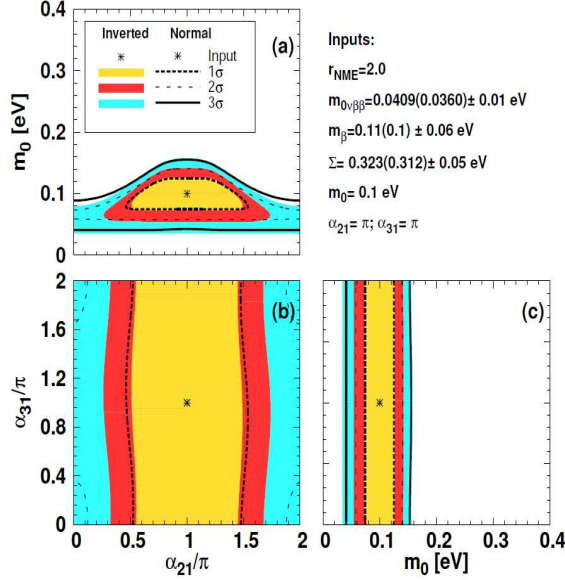 (a)
Inverted Normal
Input
1σ
2σ
3σ
0.4
0.3
0.2
0.1
0
m₀ [eV]
Inputs:
r_NME=2.0
m_0νββ=0.0409(0.0360)± 0.01 eV
m_β=0.11(0.1) ± 0.06 eV
Σ= 0.323(0.312)± 0.05 eV
m₀= 0.1 eV
α₂₁= π; α₃₁= π
(b)
2
1.6
1.2
0.8
0.4
0
α₃₁/π
0 0.5 1 1.5 2
α₂₁/π
(c)
0 0.1 0.2 0.3 0.4
m₀ [eV]